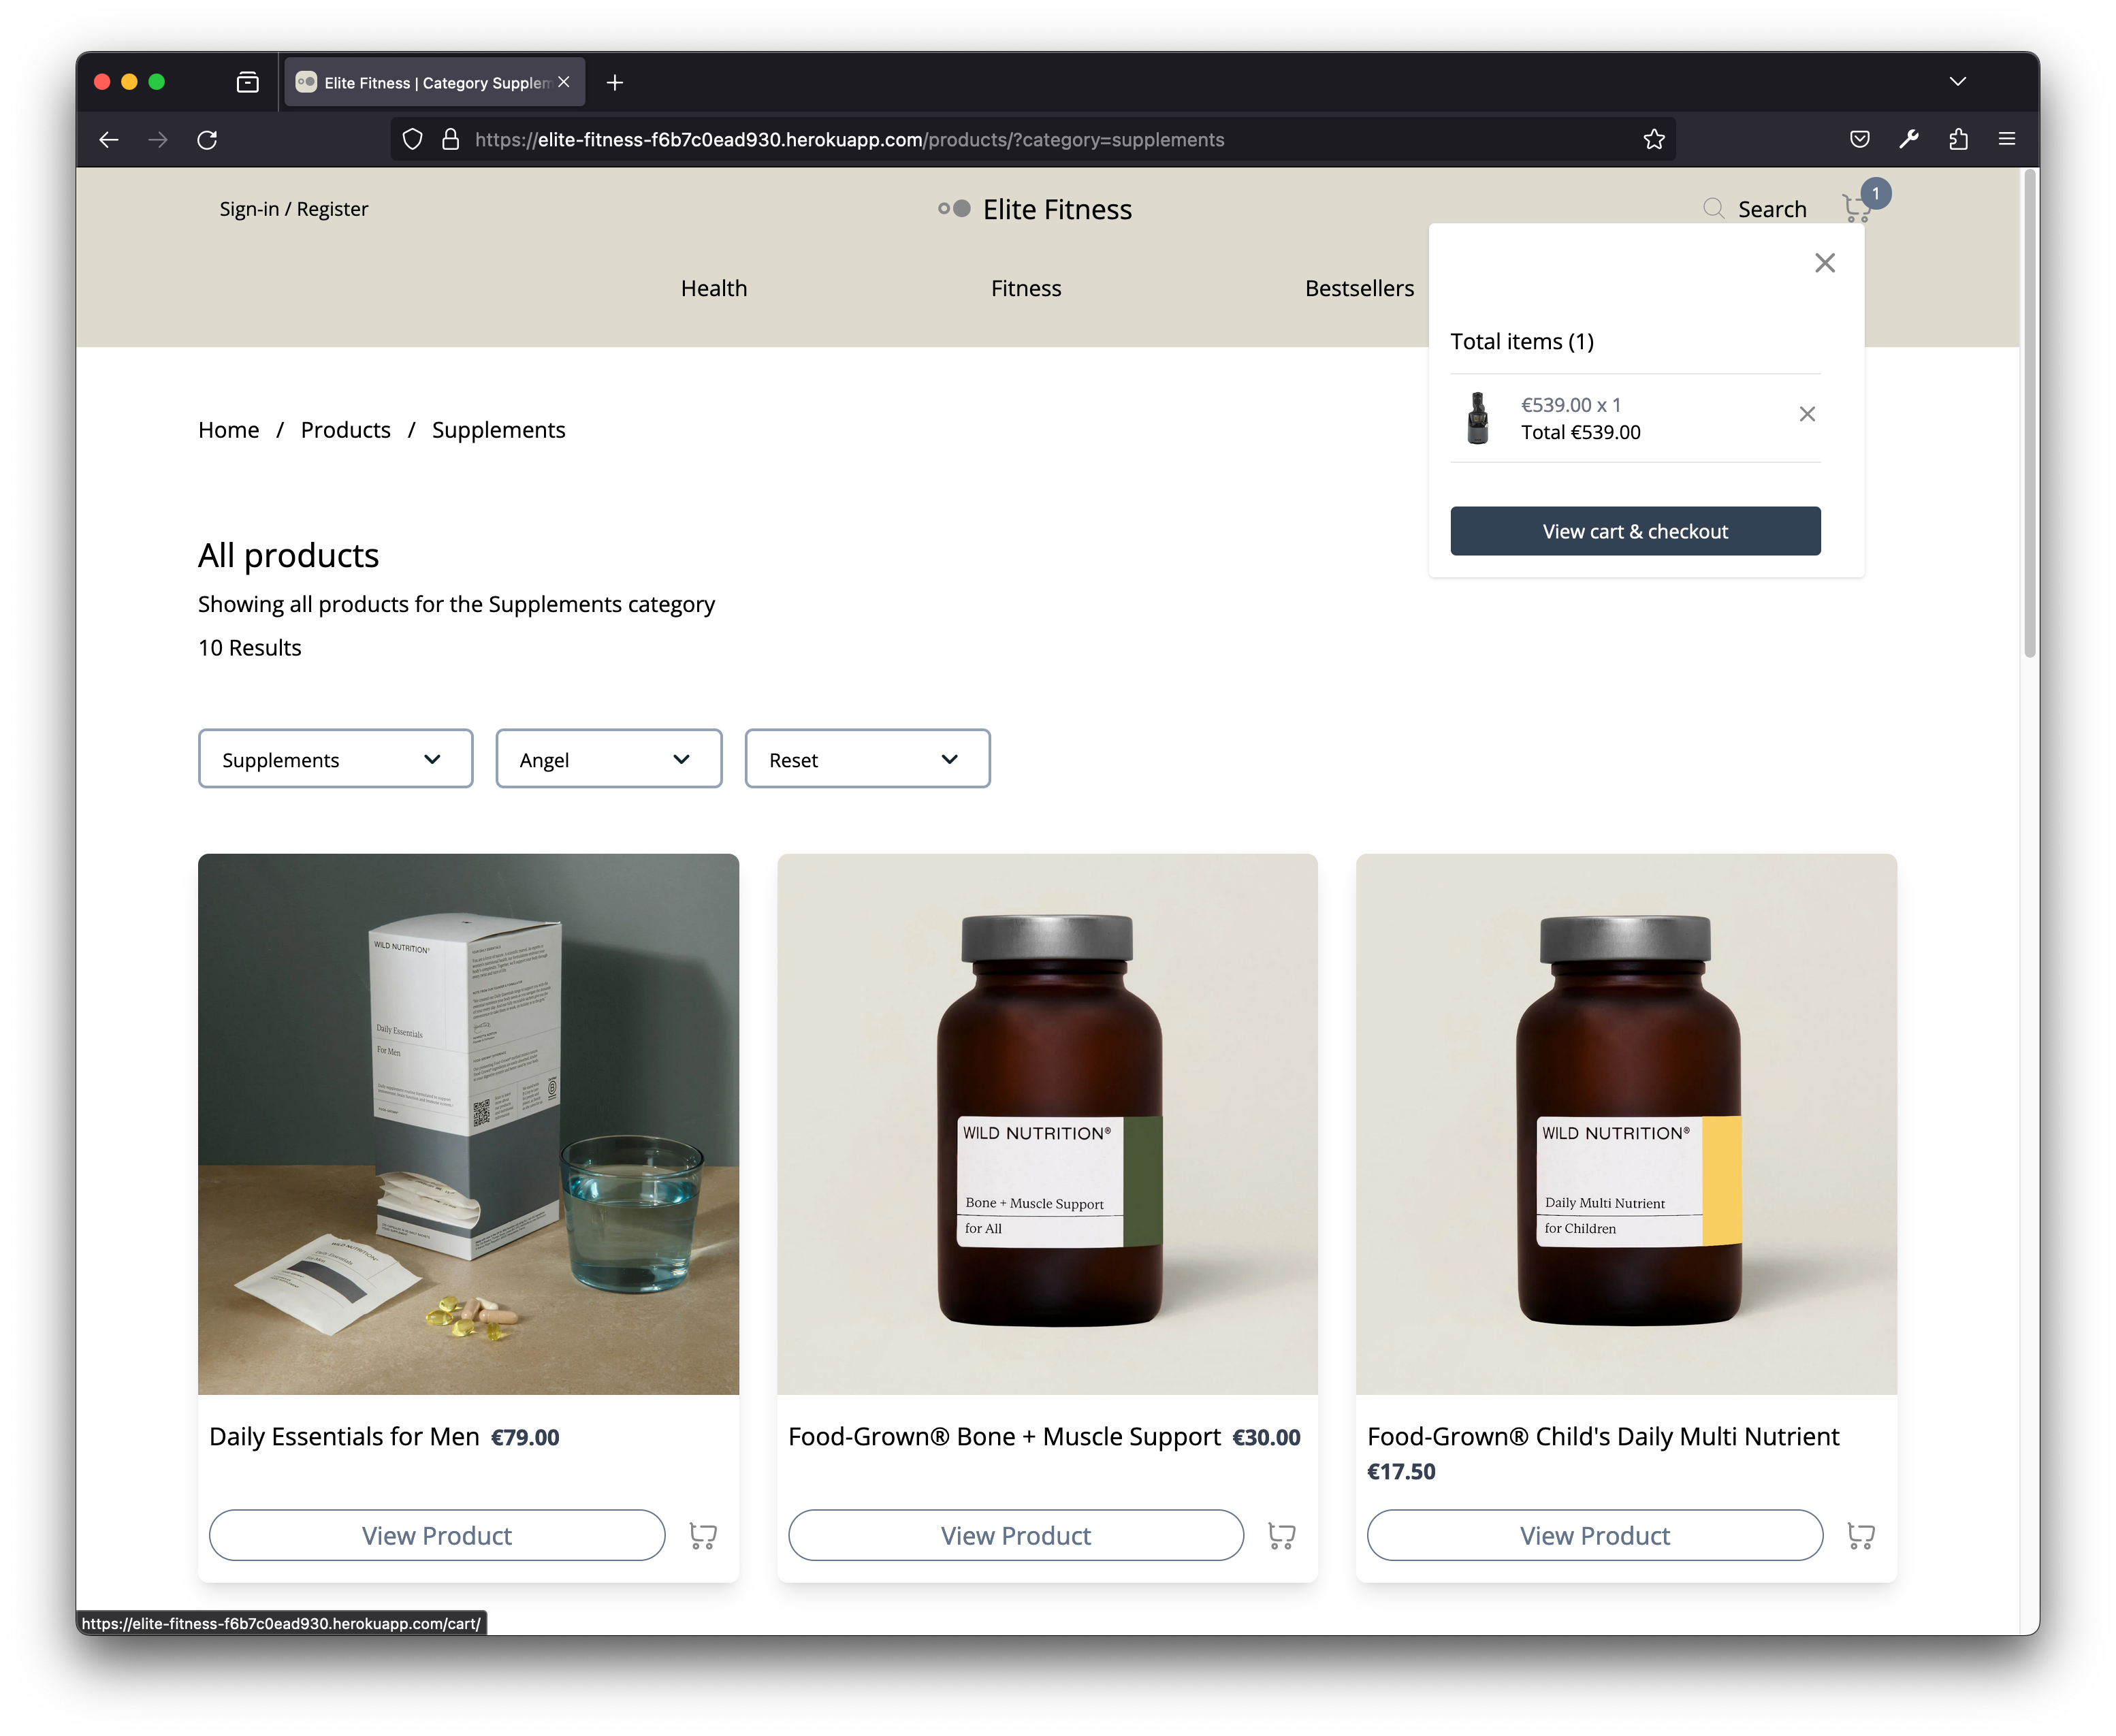 Elite Fitness | Category Supplem
https://elite-fitness-f6b7c0ead930.herokuapp.com/products/?category=supplements
Sign-in / Register
Elite Fitness
Search
1
Health
Fitness
Bestsellers
Total items (1)
€539.00 x 1
Total €539.00
View cart & checkout
Home / Products / Supplements
All products
Showing all products for the Supplements category
10 Results
Supplements
Angel
Reset
WILD NUTRITION®
Daily Essentials
For Men
WILD NUTRITION®
Bone + Muscle Support
for All
WILD NUTRITION®
Daily Multi Nutrient
for Children
Daily Essentials for Men €79.00
Food-Grown® Bone + Muscle Support €30.00
Food-Grown® Child's Daily Multi Nutrient
€17.50
View Product
View Product
View Product
https://elite-fitness-f6b7c0ead930.herokuapp.com/cart/